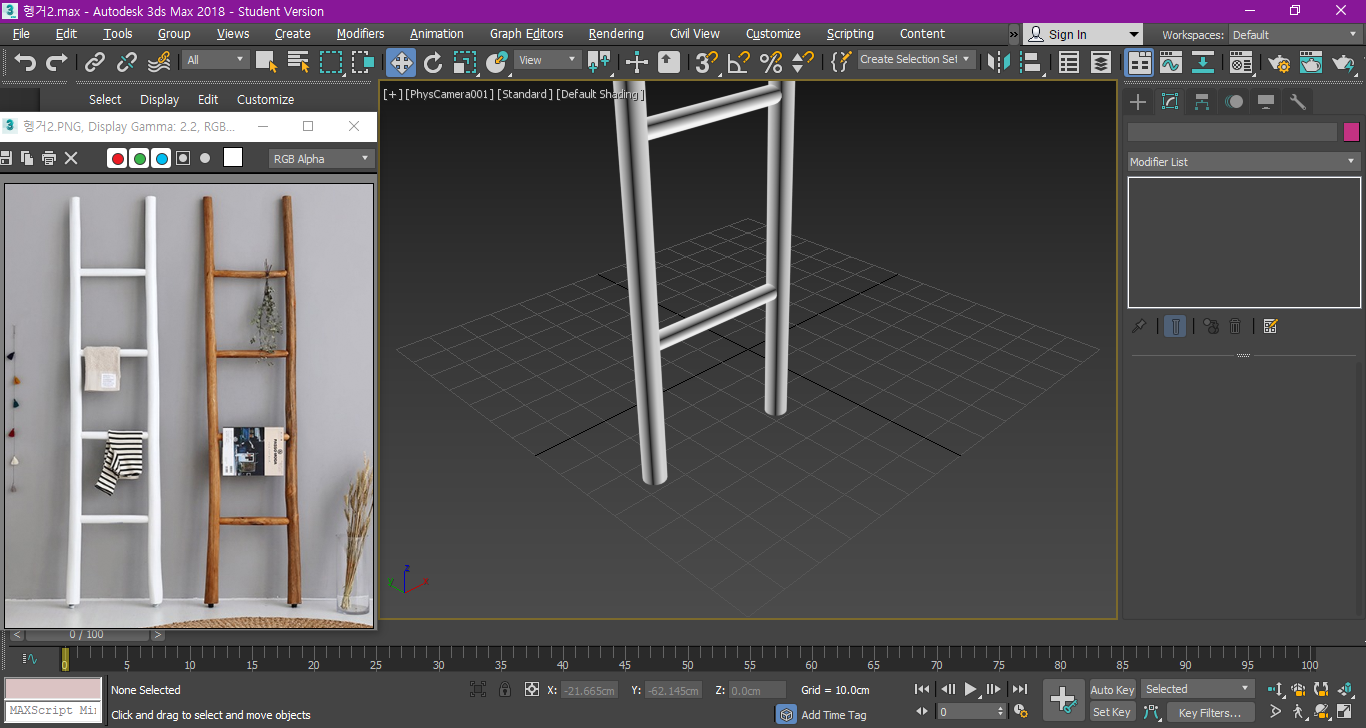 행거2.max - Autodesk 3ds Max 2018 - Student Version
File Edit Tools Group Views Create Modifiers Animation Graph Editors Rendering Civil View Customize Scripting Content » Sign In Workspaces: Default
All View 3 Create Selection Set
Select Display Edit Customize
3 행거2.PNG, Display Gamma: 2.2, RGB...
RGB Alpha
[+] [PhysCamera001] [Standard] [Default Shading]
Modifier List
z
y x
< 0 / 100 >
0 5 10 15 20 25 30 35 40 45 50 55 60 65 70 75 80 85 90 95 100
None Selected X: -21.665cm Y: -62.145cm Z: 0.0cm Grid = 10.0cm Auto Key Selected
MAXScript Mi
Click and drag to select and move objects Add Time Tag 0 Set Key Key Filters...